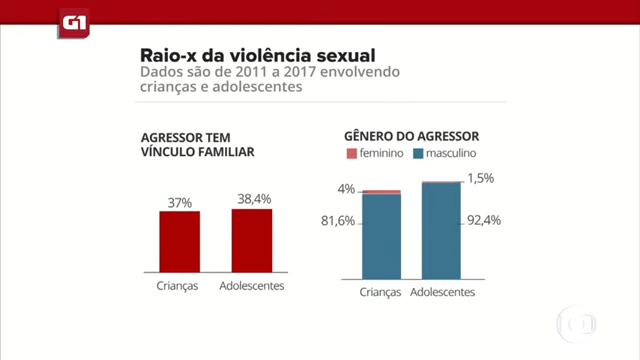 G1
Raio-x da violência sexual
Dados são de 2011 a 2017 envolvendo
crianças e adolescentes
AGRESSOR TEM
VÍNCULO FAMILIAR
37%
38,4%
Crianças
Adolescentes
GÊNERO DO AGRESSOR
feminino
masculino
4%
1,5%
81,6%
92,4%
Crianças
Adolescentes